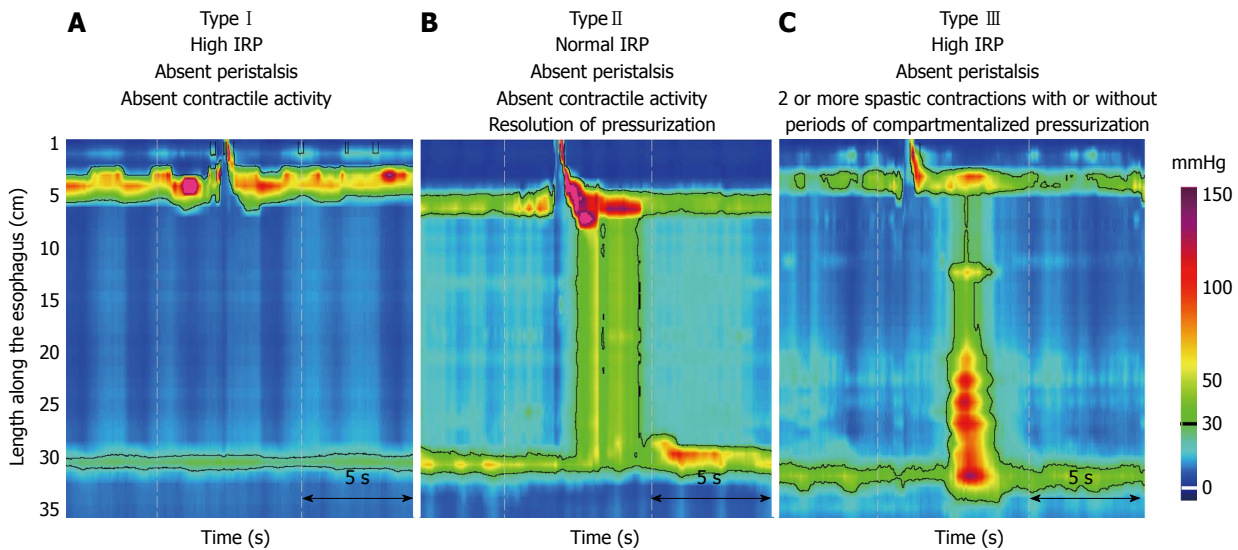 A
Type Ⅰ
High IRP
Absent peristalsis
Absent contractile activity
B
Type Ⅱ
Normal IRP
Absent peristalsis
Absent contractile activity
Resolution of pressurization
C
Type Ⅲ
High IRP
Absent peristalsis
2 or more spastic contractions with or without
periods of compartmentalized pressurization
Length along the esophagus (cm)
1
5
10
15
20
25
30
35
5 s
5 s
5 s
Time (s)
Time (s)
Time (s)
mmHg
150
100
50
30
0